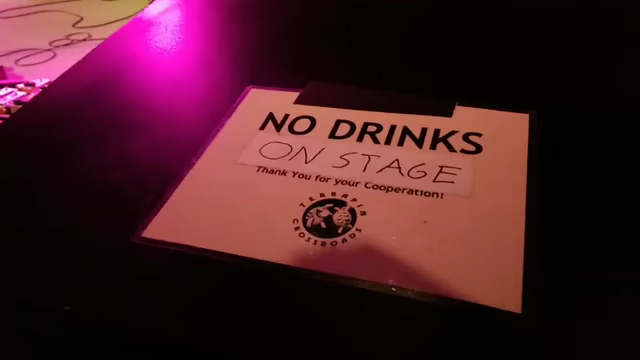 NO DRINKS
ON STAGE
Thank You for your Cooperation!
TERRAPIN
CROSSROADS